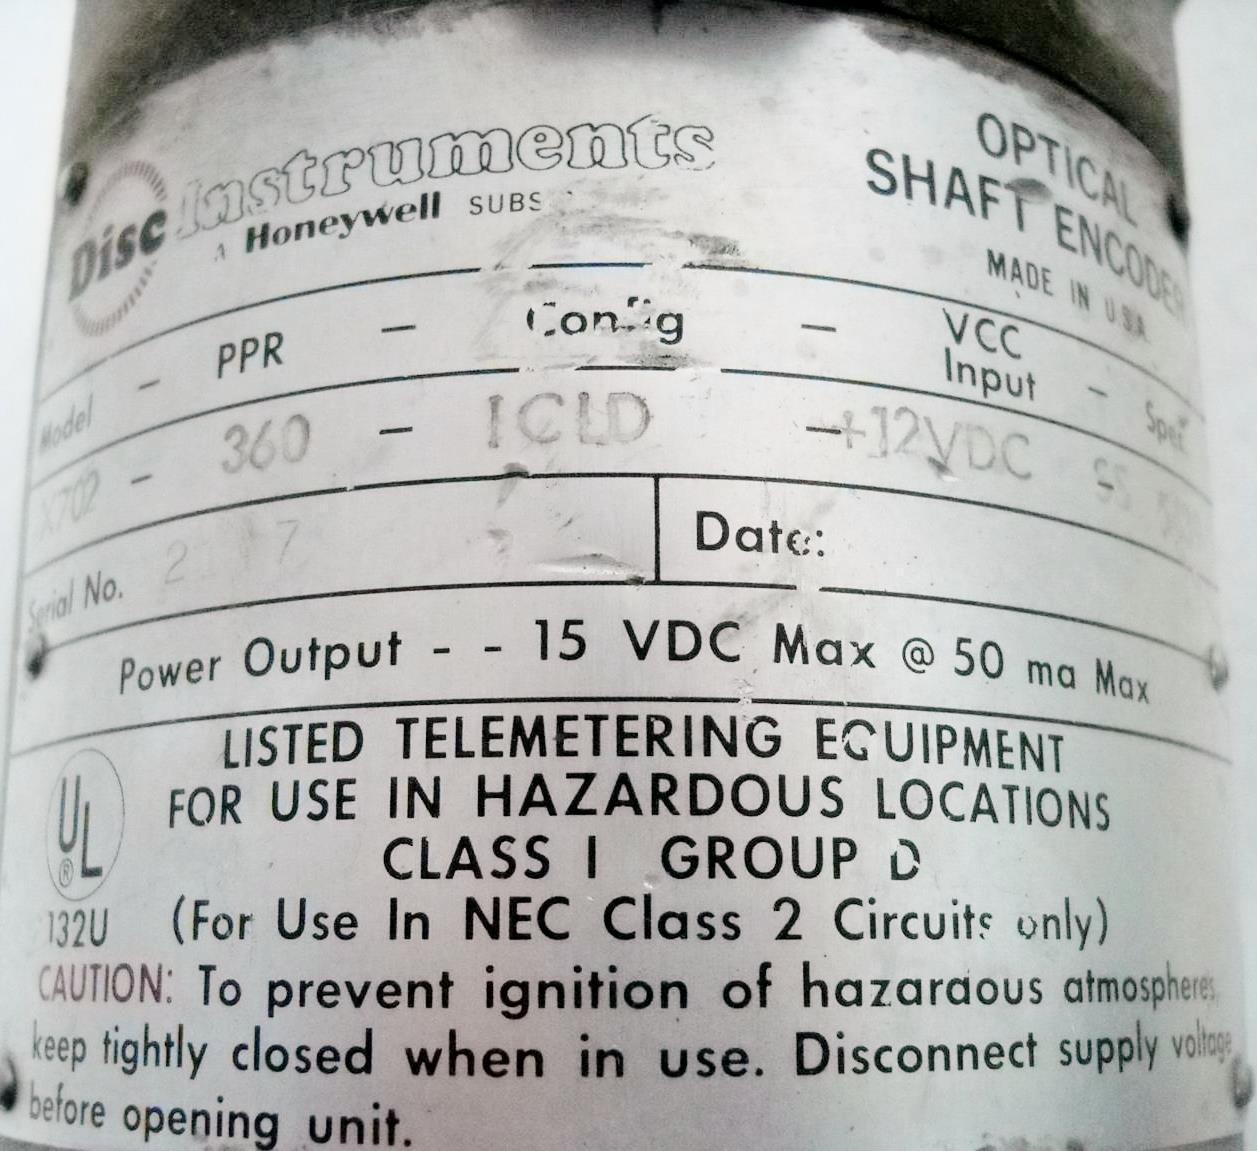 Disc Instruments
A Honeywell SUBS
OPTICAL
SHAFT ENCODER
MADE IN USA
Model - PPR - Config - VCC Input - Spec
X702 - 360 - ICLD - +12VDC
Serial No.
Date:
Power Output - - 15 VDC Max @ 50 ma Max
LISTED TELEMETERING EQUIPMENT
FOR USE IN HAZARDOUS LOCATIONS
CLASS I GROUP D
UL ®
132U (For Use In NEC Class 2 Circuits only)
CAUTION: To prevent ignition of hazardous atmospheres
keep tightly closed when in use. Disconnect supply voltage
before opening unit.